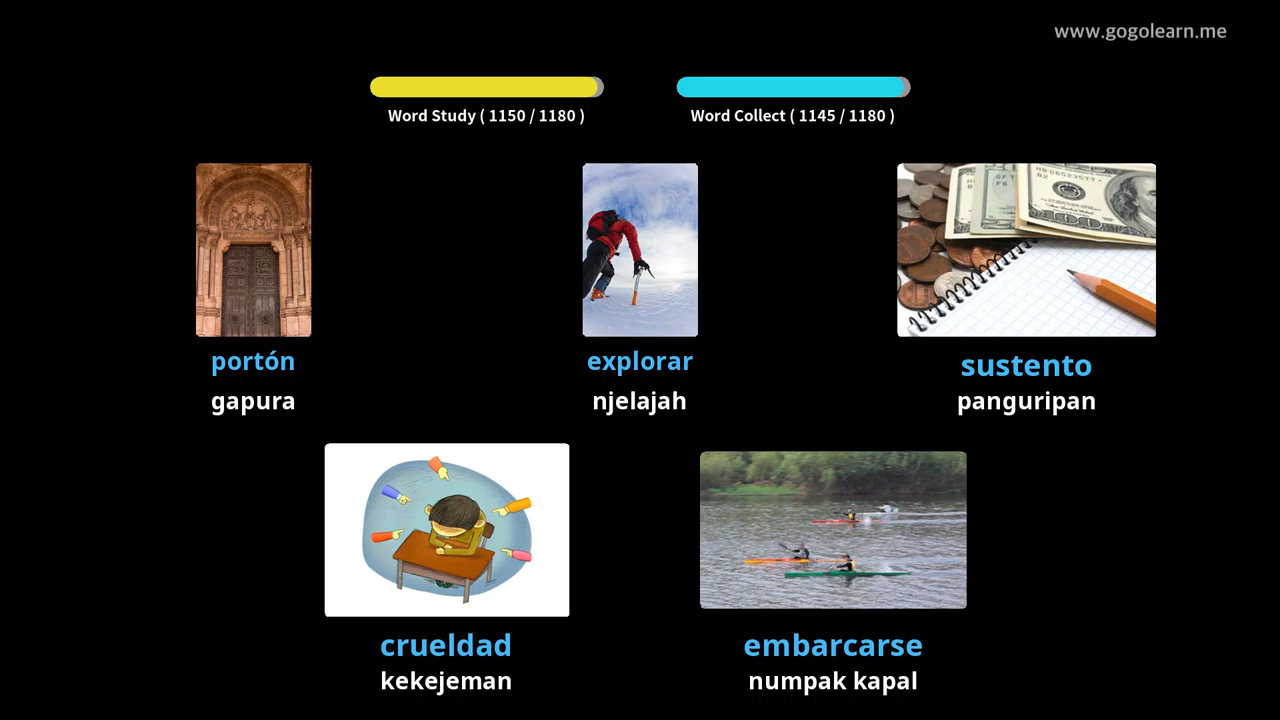 www.gogolearn.me
Word Study ( 1150 / 1180 )
Word Collect ( 1145 / 1180 )
portón
gapura
explorar
njelajah
sustento
panguripan
crueldad
kekejeman
embarcarse
numpak kapal